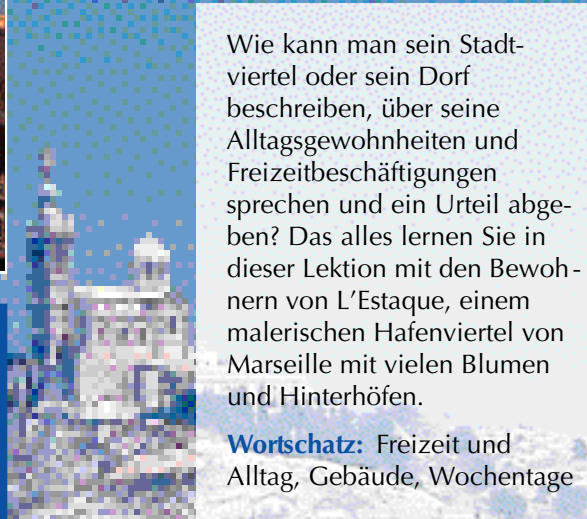 Wie kann man sein Stadt-
viertel oder sein Dorf
beschreiben, über seine
Alltagsgewohnheiten und
Freizeitbeschäftigungen
sprechen und ein Urteil abge-
ben? Das alles lernen Sie in
dieser Lektion mit den Bewoh-
nern von L'Estaque, einem
malerischen Hafenviertel von
Marseille mit vielen Blumen
und Hinterhöfen.
Wortschatz: Freizeit und
Alltag, Gebäude, Wochentage